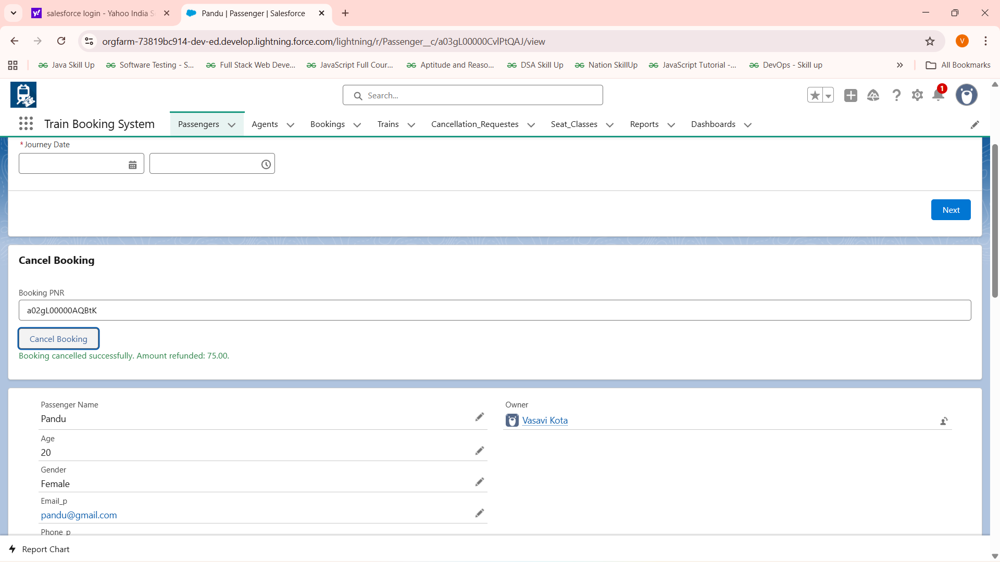 salesforce login - Yahoo India S
Pandu | Passenger | Salesforce
orgfarm-73819bc914-dev-ed.develop.lightning.force.com/lightning/r/Passenger__c/a03gL00000CvlPtQAJ/view
V
Java Skill Up
Software Testing - S...
Full Stack Web Deve...
JavaScript Full Cour...
Aptitude and Reaso...
DSA Skill Up
Nation SkillUp
JavaScript Tutorial -...
DevOps - Skill up
All Bookmarks
Search...
1
Train Booking System
Passengers
Agents
Bookings
Trains
Cancellation_Requestes
Seat_Classes
Reports
Dashboards
*Journey Date
Next
Cancel Booking
Booking PNR
a02gL00000AQBtK
Cancel Booking
Booking cancelled successfully. Amount refunded: 75.00.
Passenger Name
Pandu
Owner
Vasavi Kota
Age
20
Gender
Female
Email_p
pandu@gmail.com
Phone_p
Report Chart